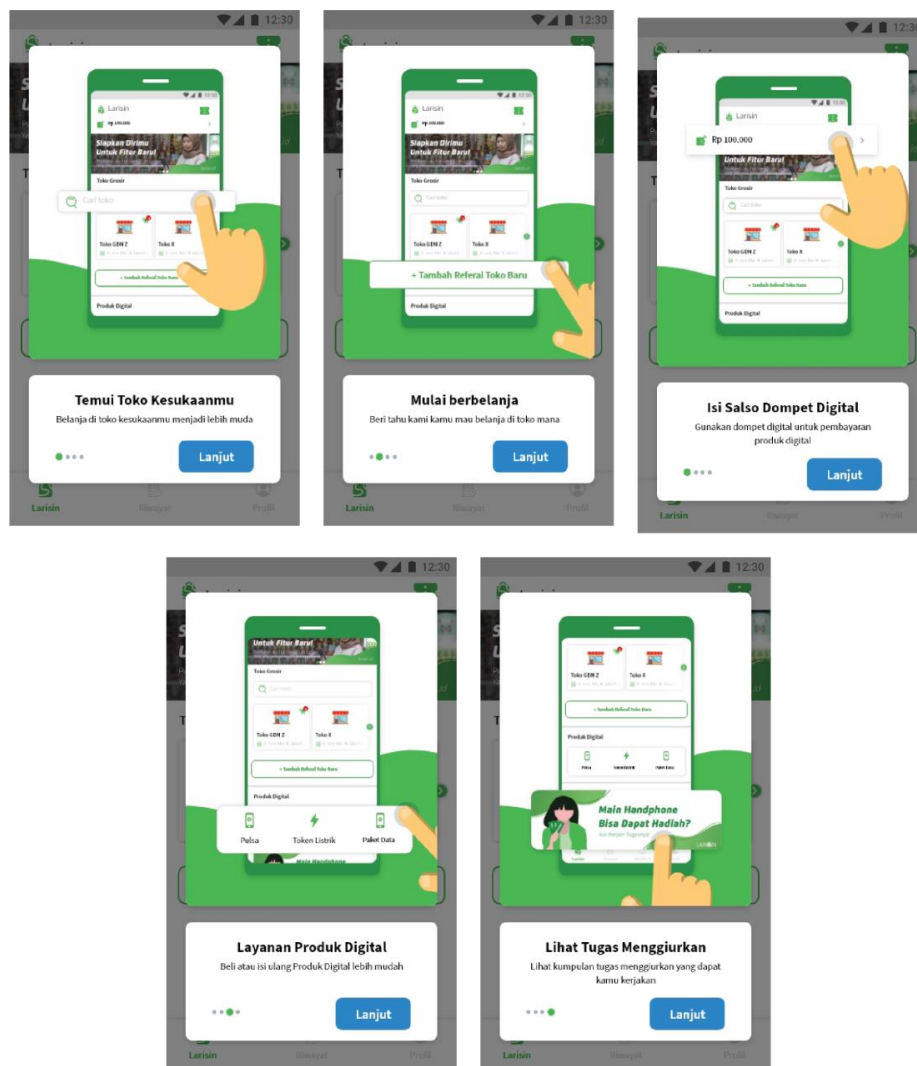 12:30
Larisin
Rp 100.000
Siapkan Dirimu
Untuk Fitur Baru!
Toko Grosir
Cari toko
Toko GDN Z
Toko X
+ Tambah Referal Toko Baru
Produk Digital
Temui Toko Kesukaanmu
Belanja di toko kesukaanmu menjadi lebih muda
Lanjut
Larisin
Riwayat
Profil
12:30
Larisin
Rp 100.000
Siapkan Dirimu
Untuk Fitur Baru!
Toko Grosir
Cari toko
Toko GDN Z
Toko X
+ Tambah Referal Toko Baru
Produk Digital
Mulai berbelanja
Beri tahu kami kamu mau belanja di toko mana
Lanjut
Larisin
Riwayat
Profil
12:30
Larisin
Rp 100.000
Untuk Fitur Baru!
Toko Grosir
Cari toko
Toko GDN Z
Toko X
+ Tambah Referal Toko Baru
Produk Digital
Isi Salso Dompet Digital
Gunakan dompet digital untuk pembayaran
produk digital
Lanjut
Larisin
Riwayat
Profil
12:30
Untuk Fitur Baru!
Toko Grosir
Cari toko
Toko GDN Z
Toko X
+ Tambah Referal Toko Baru
Produk Digital
Pulsa
Token Listrik
Paket Data
Main Handphone
Layanan Produk Digital
Beli atau isi ulang Produk Digital lebih mudah
Lanjut
Larisin
Riwayat
Profil
12:30
Toko GDN Z
Toko X
+ Tambah Referal Toko Baru
Produk Digital
Pulsa
Token Listrik
Paket Data
Main Handphone
Bisa Dapat Hadiah?
LARISIN
Lihat Tugas Menggiurkan
Lihat kumpulan tugas menggiurkan yang dapat
kamu kerjakan
Lanjut
Larisin
Riwayat
Profil